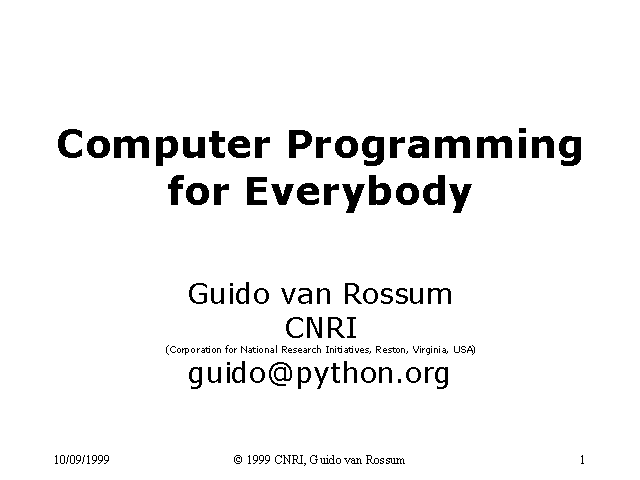 Computer Programming
for Everybody
Guido van Rossum
CNRI
(Corporation for National Research Initiatives, Reston, Virginia, USA)
guido@python.org
10/09/1999
© 1999 CNRI, Guido van Rossum
1